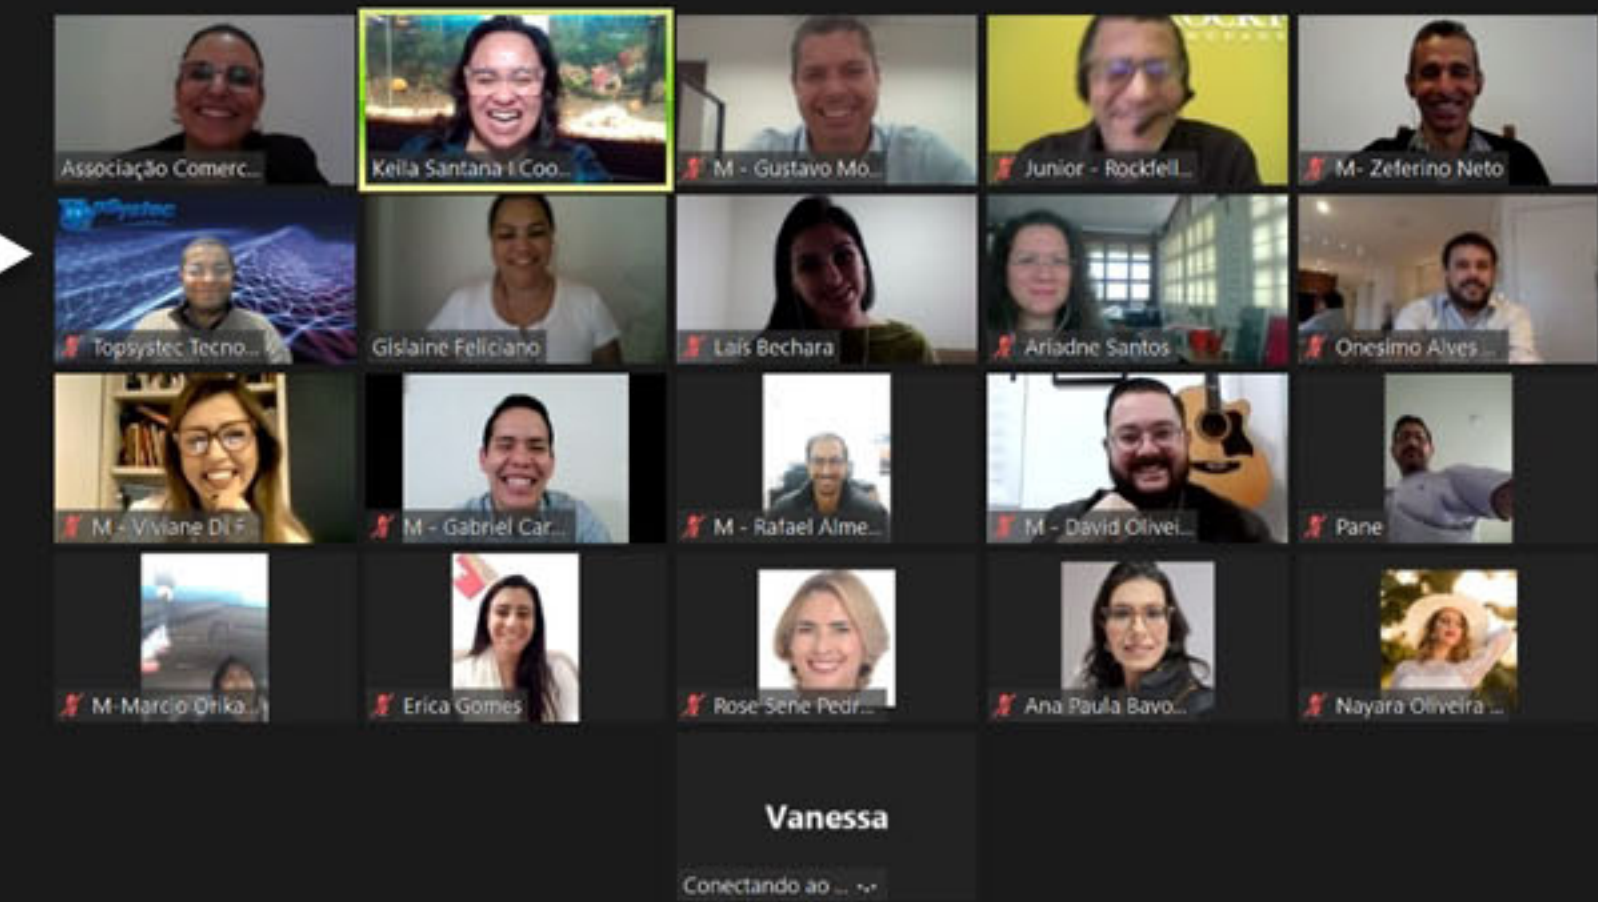 Associação Comerc...
Keila Santana I Coo...
M - Gustavo Mo...
Junior - Rockfell...
M- Zeferino Neto
Topsystec Tecno...
Gislaine Feliciano
Laís Bechara
Ariadne Santos
Onesimo Alves ...
M - Viviane Di F
M - Gabriel Car...
M - Rafael Alme...
M - David Olivei...
Pane
M-Marcio Orika...
Erica Gomes
Rose Sene Pedr...
Ana Paula Bavo...
Nayara Oliveira ...
Vanessa
Conectando ao ...